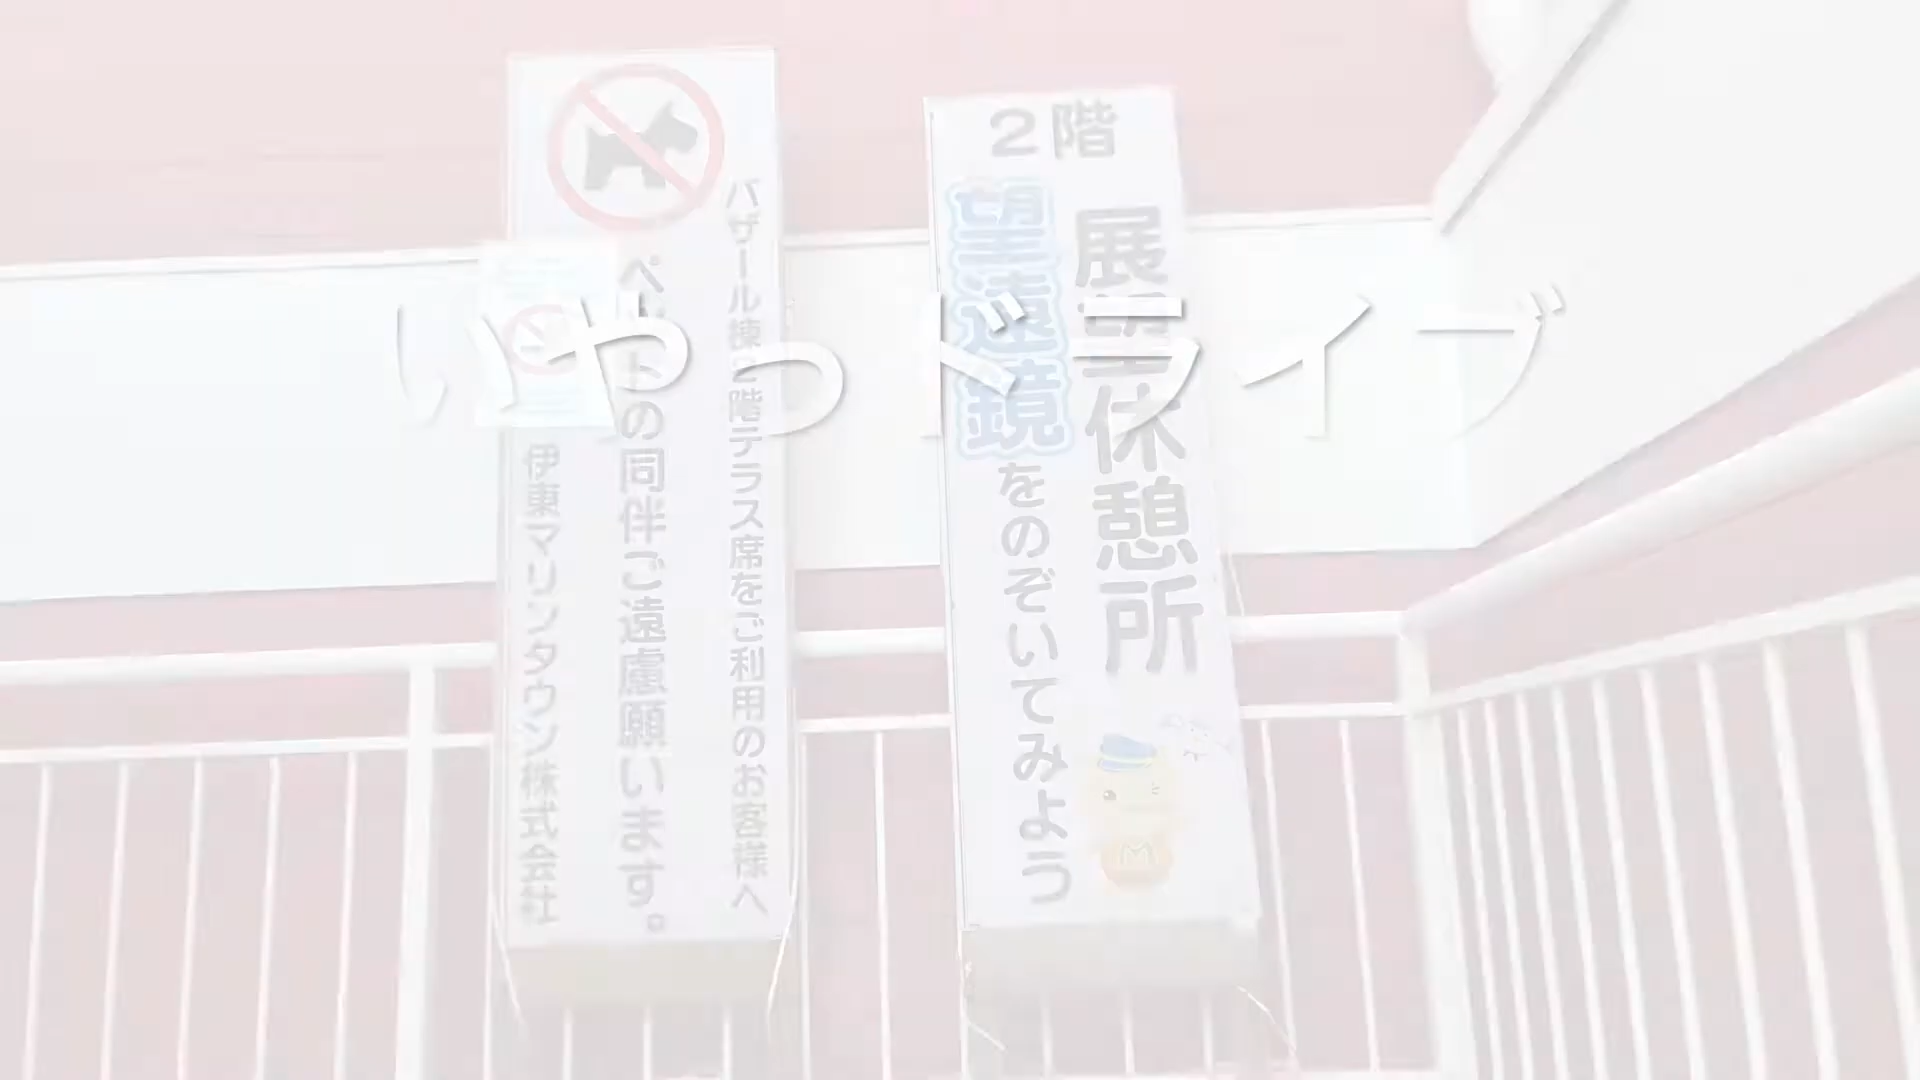 いやっドライブ
バザール棟2階テラス席をご利用のお客様へ
ペットの同伴ご遠慮願います。
伊東マリンタウン株式会社
2階
展望休憩所
望遠鏡
をのぞいてみよう
M